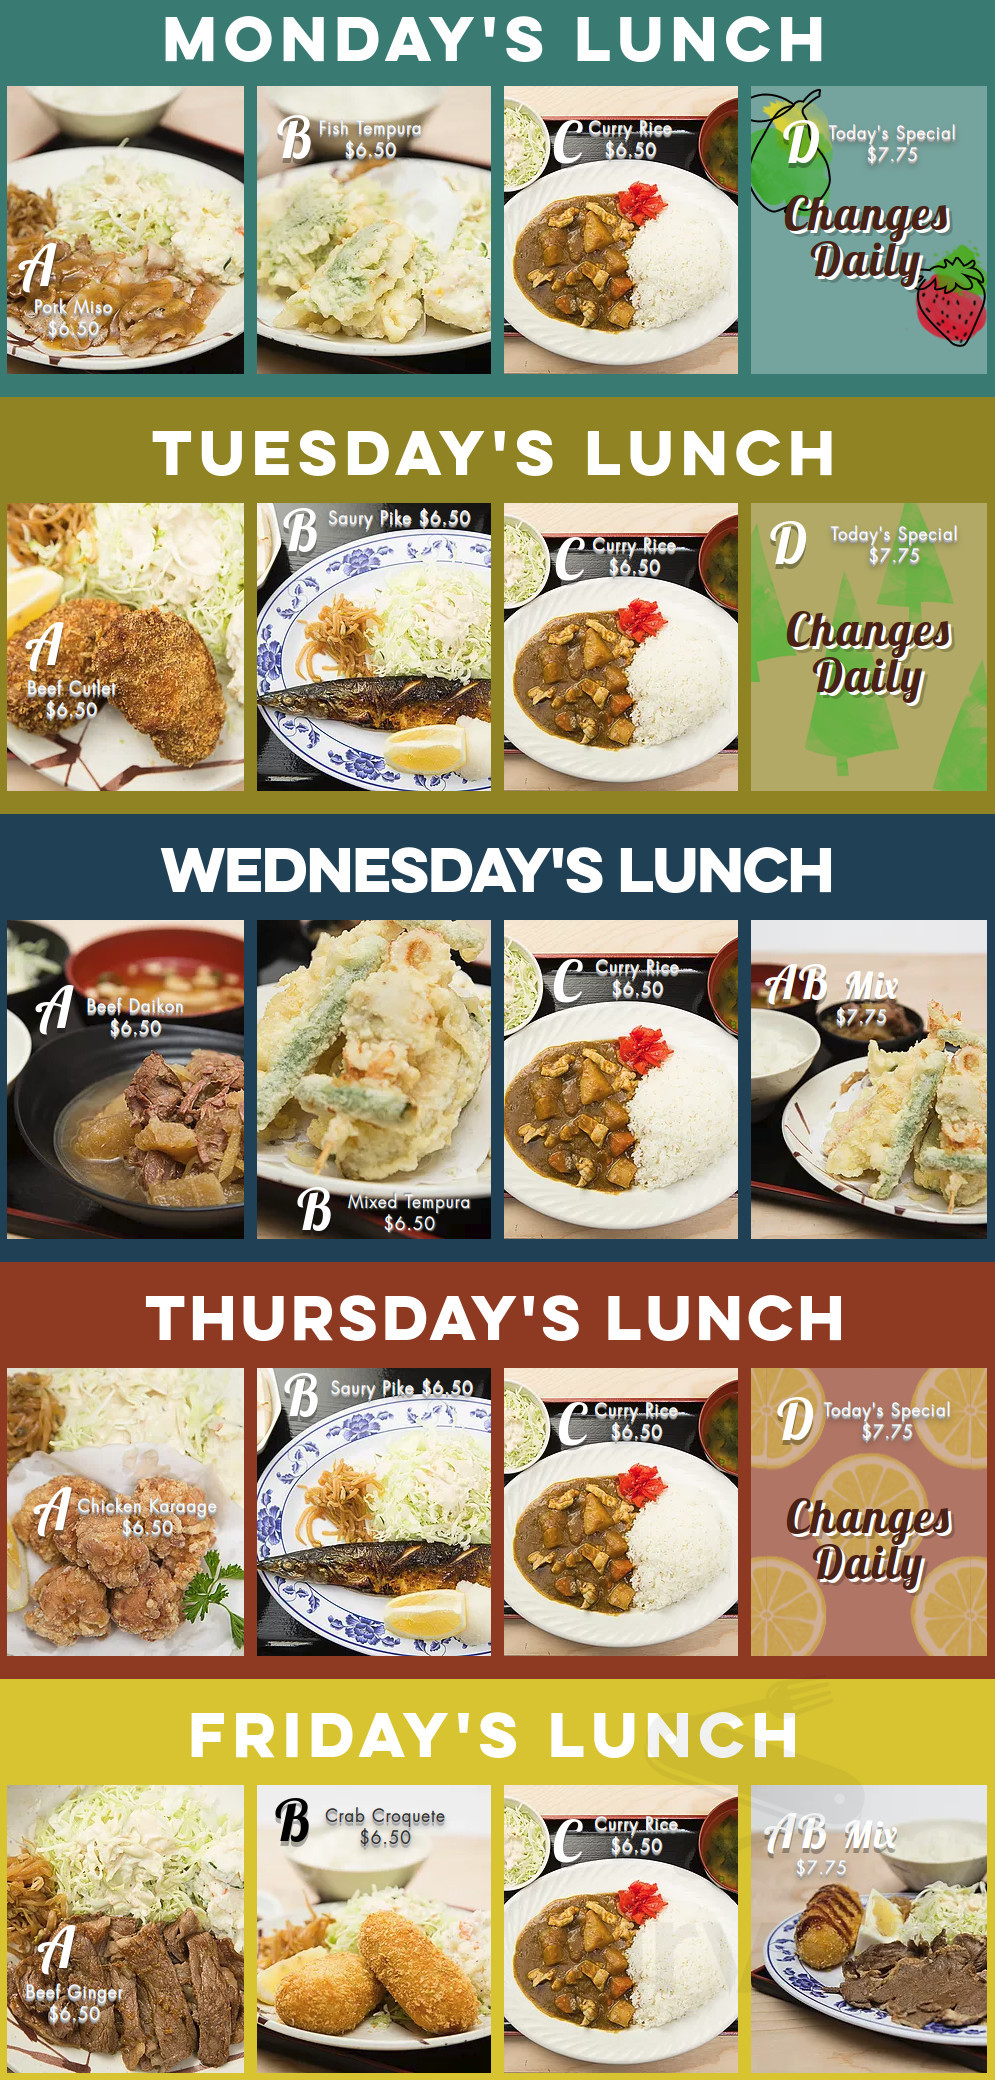 MONDAY'S LUNCH
A
Pork Miso
$6.50
B Fish Tempura
$6.50
C Curry Rice
$6.50
D Today's Special
$7.75
Changes
Daily
TUESDAY'S LUNCH
A
Beef Cutlet
$6.50
B Saury Pike $6.50
C Curry Rice
$6.50
D Today's Special
$7.75
Changes
Daily
WEDNESDAY'S LUNCH
A Beef Daikon
$6.50
B Mixed Tempura
$6.50
C Curry Rice
$6.50
AB Mix
$7.75
THURSDAY'S LUNCH
A Chicken Karaage
$6.50
B Saury Pike $6.50
C Curry Rice
$6.50
D Today's Special
$7.75
Changes
Daily
FRIDAY'S LUNCH
A
Beef Ginger
$6.50
B Crab Croquete
$6.50
C Curry Rice
$6.50
AB Mix
$7.75